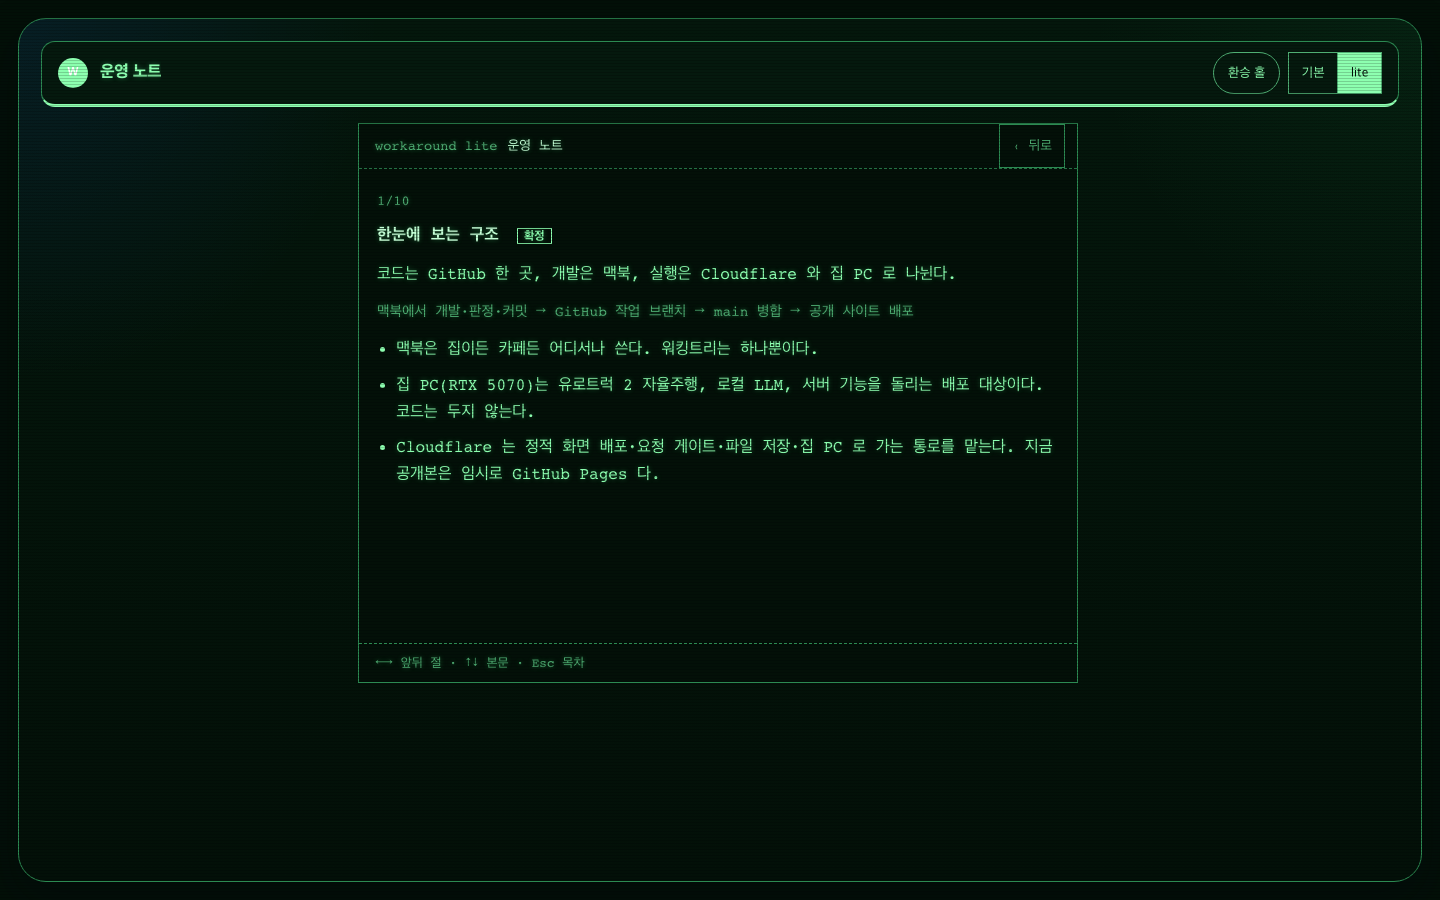 W 운영 노트
환승 홀 기본 lite
workaround lite 운영 노트
‹ 뒤로
1/10
한눈에 보는 구조 확정
코드는 GitHub 한 곳, 개발은 맥북, 실행은 Cloudflare 와 집 PC 로 나뉜다.
맥북에서 개발·판정·커밋 → GitHub 작업 브랜치 → main 병합 → 공개 사이트 배포
• 맥북은 집이든 카페든 어디서나 쓴다. 워킹트리는 하나뿐이다.
• 집 PC(RTX 5070)는 유로트럭 2 자율주행, 로컬 LLM, 서버 기능을 돌리는 배포 대상이다.
코드는 두지 않는다.
• Cloudflare 는 정적 화면 배포·요청 게이트·파일 저장·집 PC 로 가는 통로를 맡는다. 지금
공개본은 임시로 GitHub Pages 다.
←→ 앞뒤 절 · ↑↓ 본문 · Esc 목차